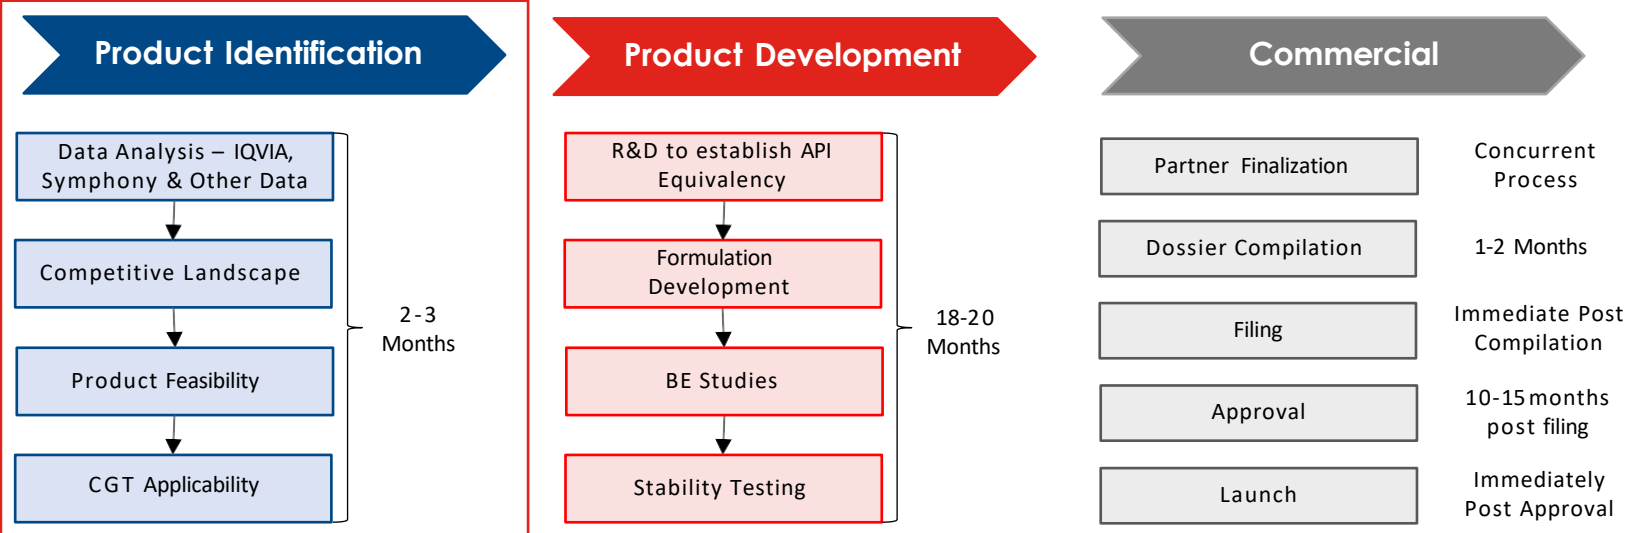 Product Identification
Data Analysis – IQVIA,
Symphony & Other Data
Competitive Landscape
Product Feasibility
CGT Applicability
2-3
Months
Product Development
R&D to establish API
Equivalency
Formulation
Development
BE Studies
Stability Testing
18-20
Months
Commercial
Partner Finalization
Concurrent
Process
Dossier Compilation
1-2 Months
Filing
Immediate Post
Compilation
Approval
10-15 months
post filing
Launch
Immediately
Post Approval